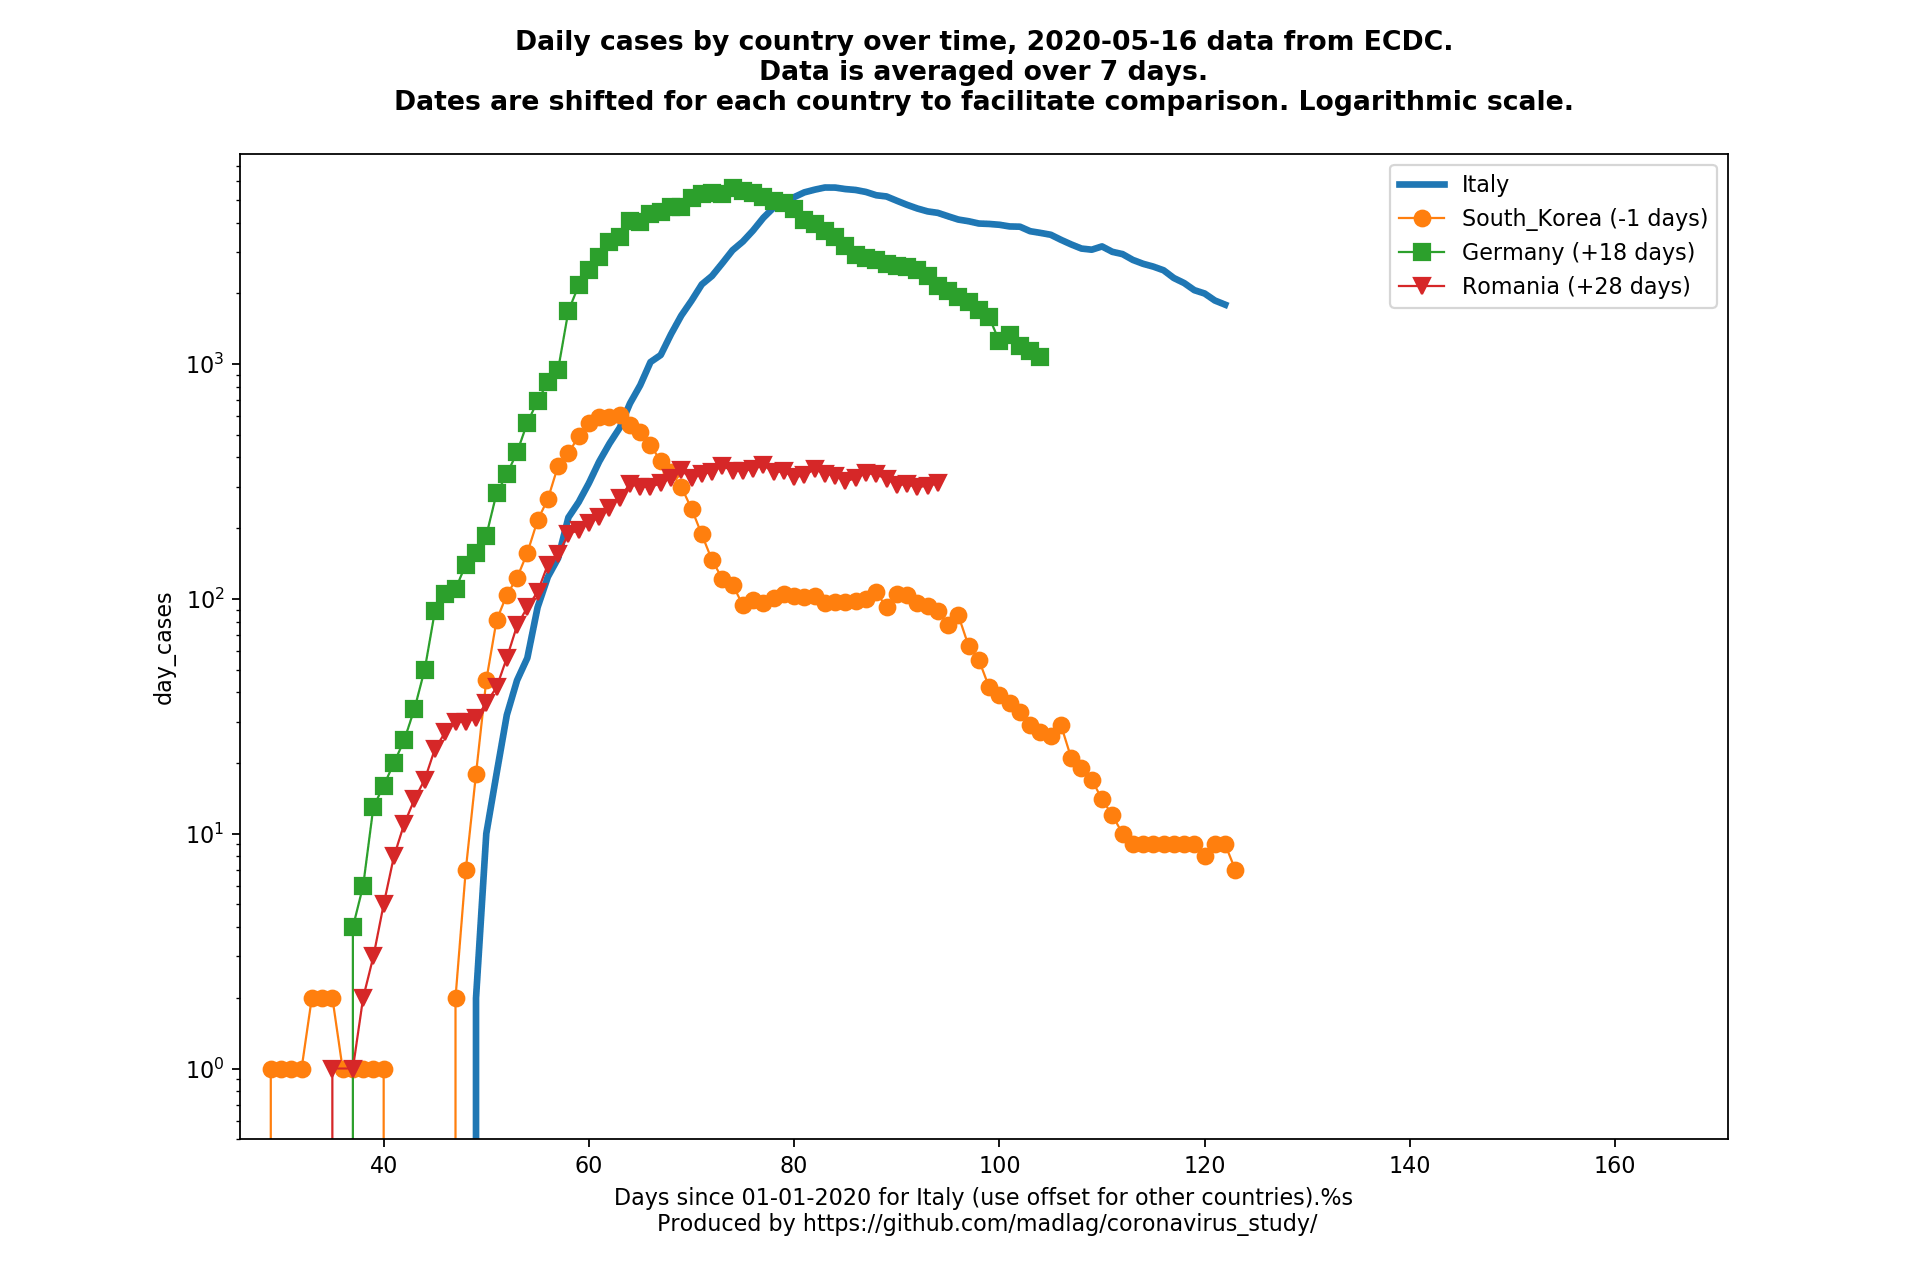 Daily cases by country over time, 2020-05-16 data from ECDC.
Data is averaged over 7 days.
Dates are shifted for each country to facilitate comparison. Logarithmic scale.
Italy
South_Korea (-1 days)
Germany (+18 days)
Romania (+28 days)
day_cases
10³
10²
10¹
10⁰
40 60 80 100 120 140 160
Days since 01-01-2020 for Italy (use offset for other countries).%s
Produced by https://github.com/madlag/coronavirus_study/